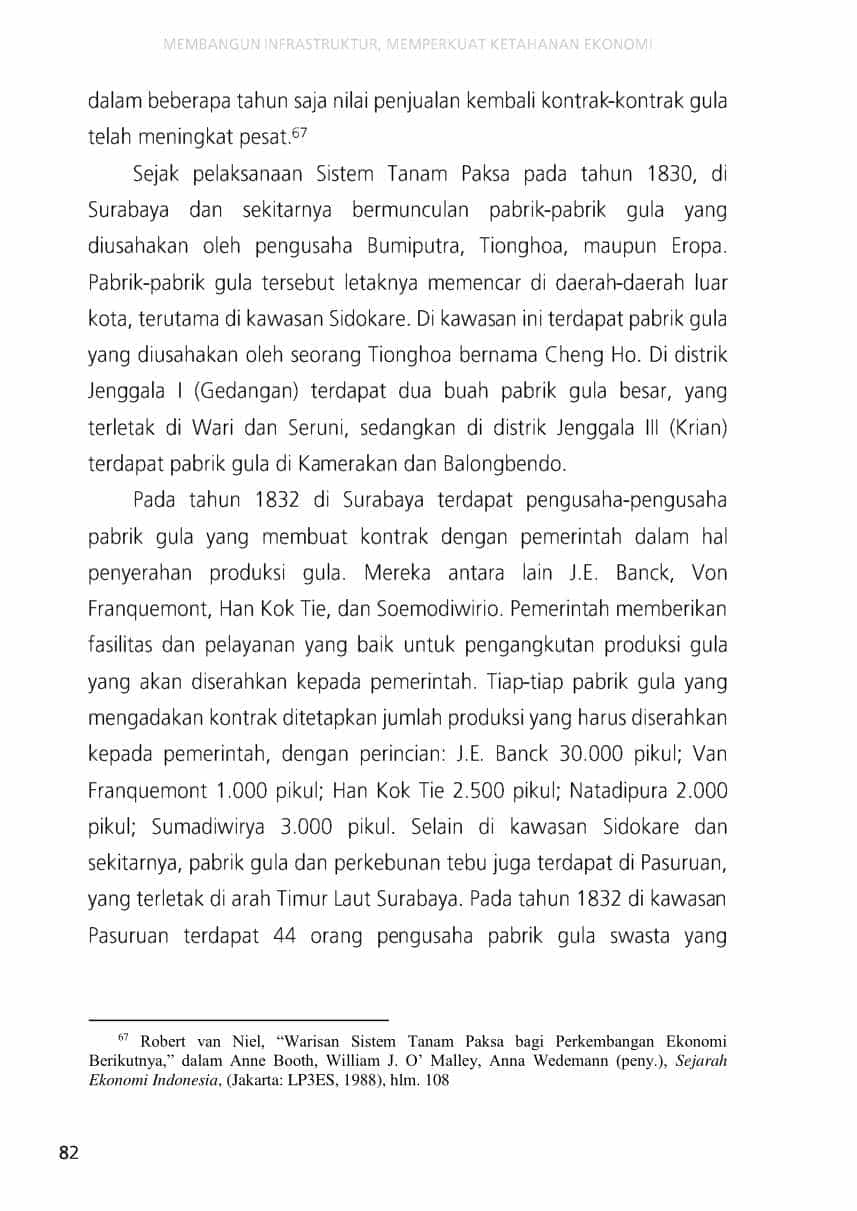 MEMBANGUN INFRASTRUKTUR, MEMPERKUAT KETAHANAN EKONOMI
dalam beberapa tahun saja nilai penjualan kembali kontrak-kontrak gula
telah meningkat pesat.⁶⁷
Sejak pelaksanaan Sistem Tanam Paksa pada tahun 1830, di
Surabaya dan sekitarnya bermunculan pabrik-pabrik gula yang
diusahakan oleh pengusaha Bumiputra, Tionghoa, maupun Eropa.
Pabrik-pabrik gula tersebut letaknya memencar di daerah-daerah luar
kota, terutama di kawasan Sidokare. Di kawasan ini terdapat pabrik gula
yang diusahakan oleh seorang Tionghoa bernama Cheng Ho. Di distrik
Jenggala I (Gedangan) terdapat dua buah pabrik gula besar, yang
terletak di Wari dan Seruni, sedangkan di distrik Jenggala III (Krian)
terdapat pabrik gula di Kamerakan dan Balongbendo.
Pada tahun 1832 di Surabaya terdapat pengusaha-pengusaha
pabrik gula yang membuat kontrak dengan pemerintah dalam hal
penyerahan produksi gula. Mereka antara lain J.E. Banck, Von
Franquemont, Han Kok Tie, dan Soemodiwirio. Pemerintah memberikan
fasilitas dan pelayanan yang baik untuk pengangkutan produksi gula
yang akan diserahkan kepada pemerintah. Tiap-tiap pabrik gula yang
mengadakan kontrak ditetapkan jumlah produksi yang harus diserahkan
kepada pemerintah, dengan perincian: J.E. Banck 30.000 pikul; Van
Franquemont 1.000 pikul; Han Kok Tie 2.500 pikul; Natadipura 2.000
pikul; Sumadiwirya 3.000 pikul. Selain di kawasan Sidokare dan
sekitarnya, pabrik gula dan perkebunan tebu juga terdapat di Pasuruan,
yang terletak di arah Timur Laut Surabaya. Pada tahun 1832 di kawasan
Pasuruan terdapat 44 orang pengusaha pabrik gula swasta yang
⁶⁷ Robert van Niel, “Warisan Sistem Tanam Paksa bagi Perkembangan Ekonomi
Berikutnya,” dalam Anne Booth, William J. O’ Malley, Anna Wedemann (peny.), Sejarah
Ekonomi Indonesia, (Jakarta: LP3ES, 1988), hlm. 108
82